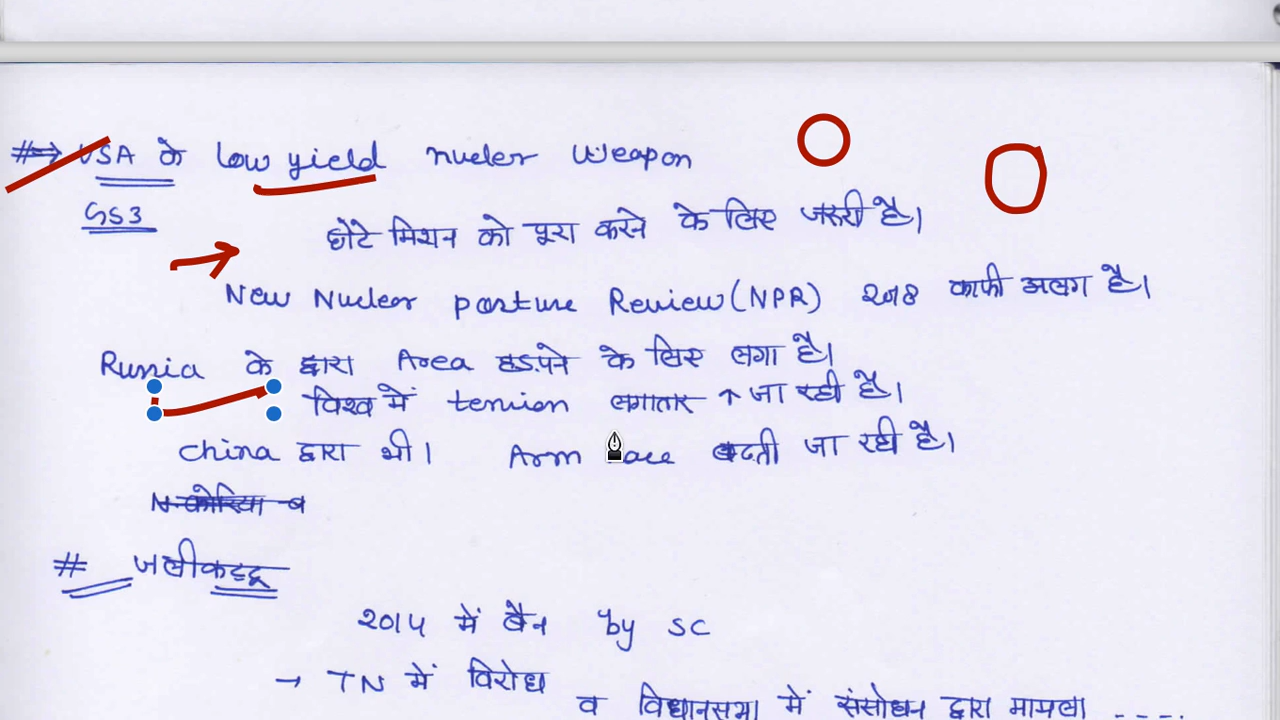 #⇒ USA के low yield nucler weapon
GS3
छोटे मिशन को पूरा करने के लिए जरूरी है।
New Nucler posture Review (NPR) 2018 काफी अलग है।
Russia के द्वारा Area हड़पने के लिए लगा है।
विश्व में tension लगातार ↑ जा रही है।
China द्वारा भी। Arm race बढती जा रही है।
N-कोरिया व
# जलीकट्टू
2014 में बैन by SC
→ TN में विरोध
व विधानसभा में संसोधन द्वारा मामला ----.